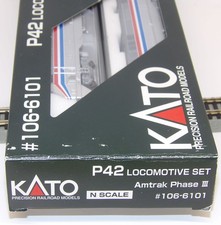 P42 LOCOMOTIVE SET
#106-6101
KATO
PRECISION RAILROAD MODELS
KATO
PRECISION RAILROAD MODELS
P42 LOCOMOTIVE SET
N SCALE
Amtrak Phase III
#106-6101